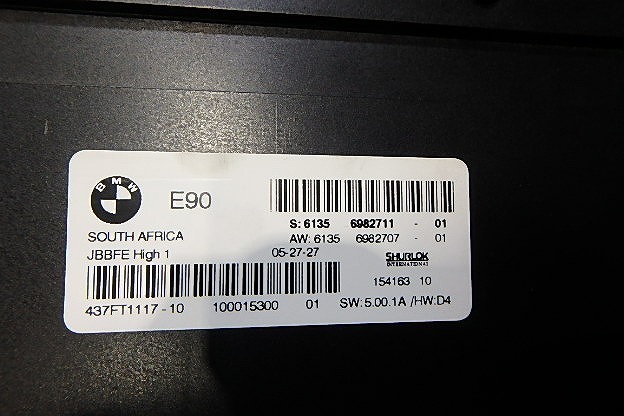 BMW
E90
S: 6135 6982711 - 01
SOUTH AFRICA
AW: 6135 6982707 - 01
JBBFE High 1 05-27-27
SHURLOK
INTERNATIONAL
154163 10
437FT1117 - 10 100015300 01 SW: 5.00.1A /HW:D4